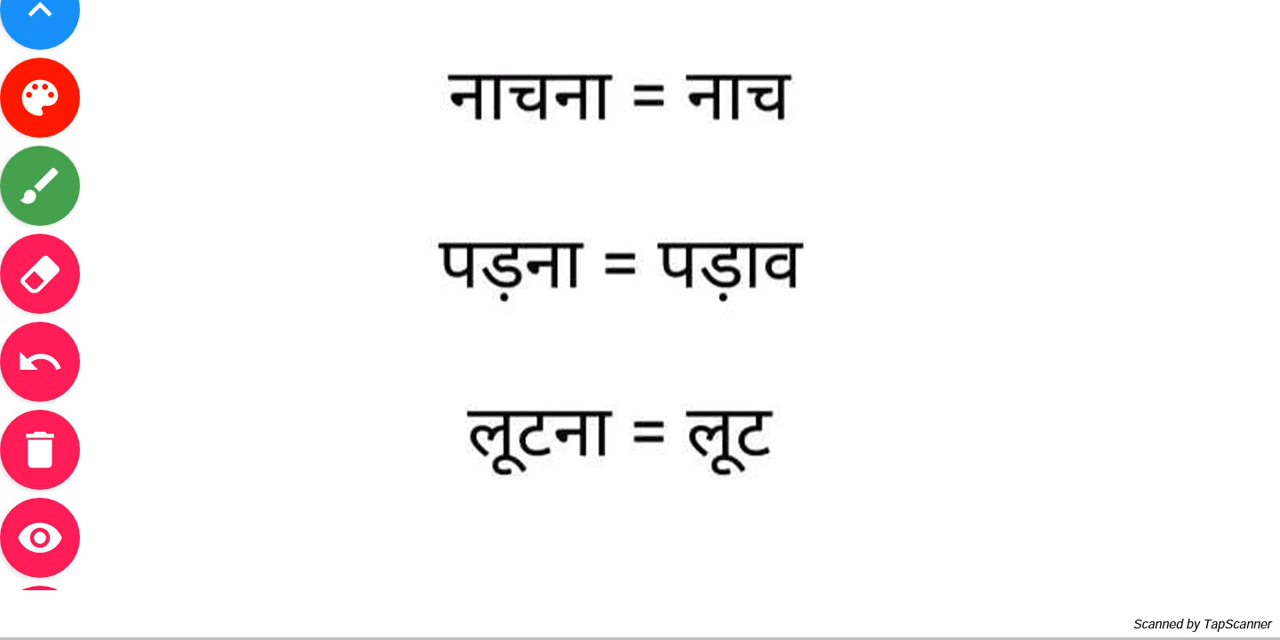 नाचना = नाच
पड़ना = पड़ाव
लूटना = लूट
Scanned by TapScanner